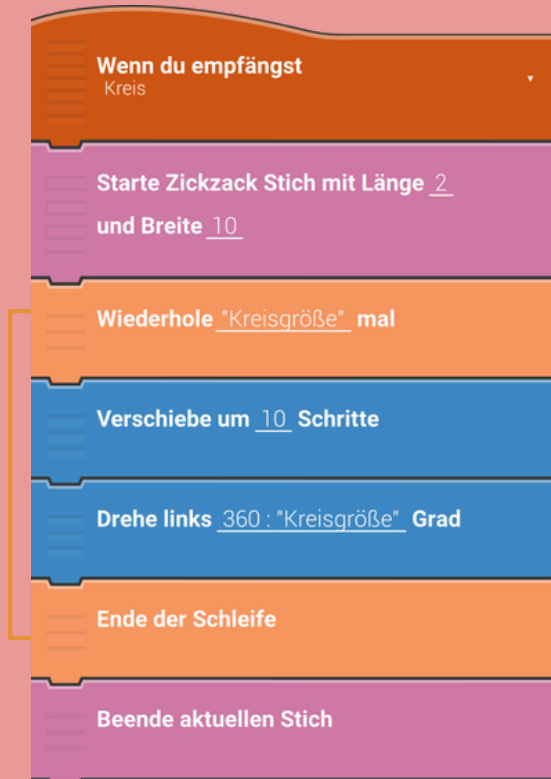 Wenn du empfängst
Kreis
Starte Zickzack Stich mit Länge 2
und Breite 10
Wiederhole "Kreisgröße" mal
Verschiebe um 10 Schritte
Drehe links 360 : "Kreisgröße" Grad
Ende der Schleife
Beende aktuellen Stich